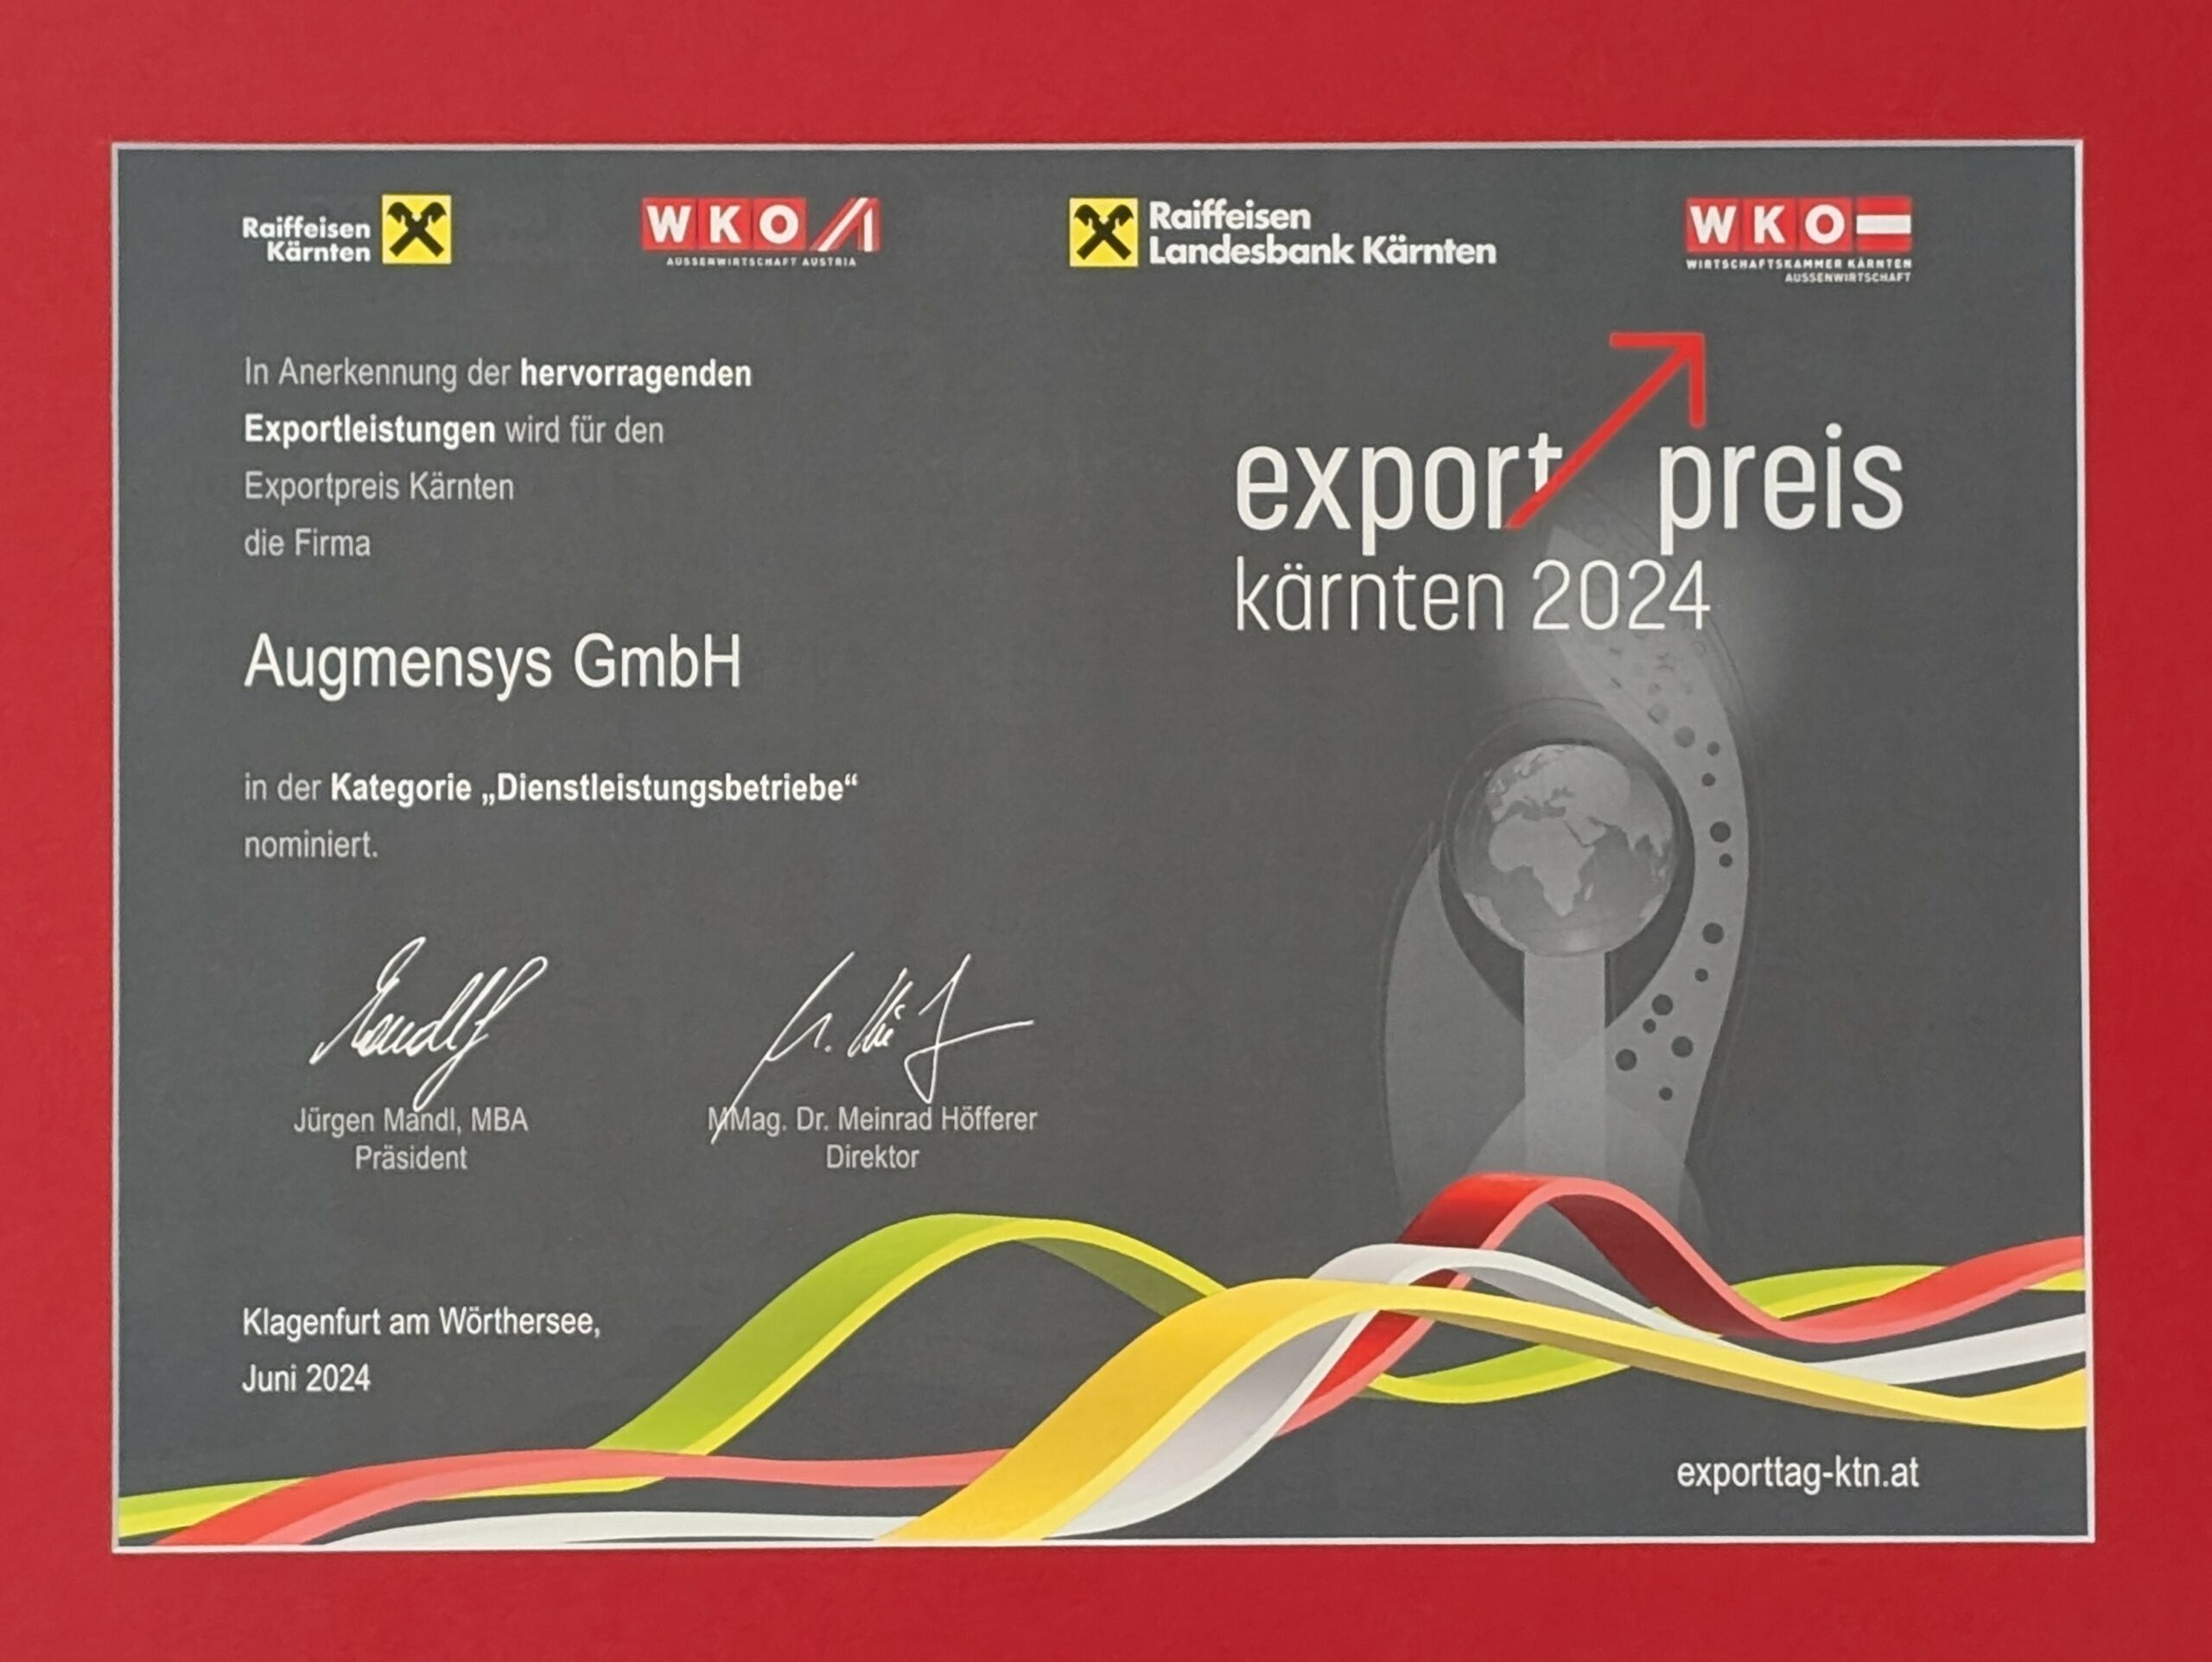 Raiffeisen
Kärnten
WKO
AUSSENWIRTSCHAFT AUSTRIA
Raiffeisen
Landesbank Kärnten
WKO
WIRTSCHAFTSKAMMER KÄRNTEN
AUSSENWIRTSCHAFT
In Anerkennung der hervorragenden
Exportleistungen wird für den
Exportpreis Kärnten
die Firma
Augmensys GmbH
in der Kategorie „Dienstleistungsbetriebe“
nominiert.
export preis
kärnten 2024
Jürgen Mandl, MBA
Präsident
MMag. Dr. Meinrad Höfferer
Direktor
Klagenfurt am Wörthersee,
Juni 2024
exporttag-ktn.at